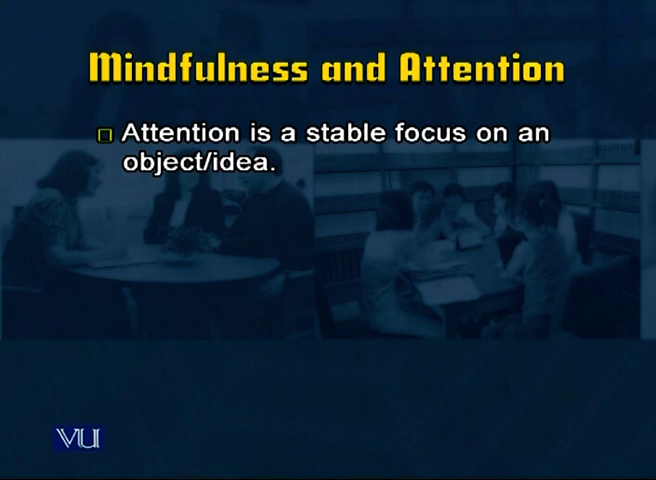 Mindfulness and Attention
Attention is a stable focus on an
object/idea.
VU